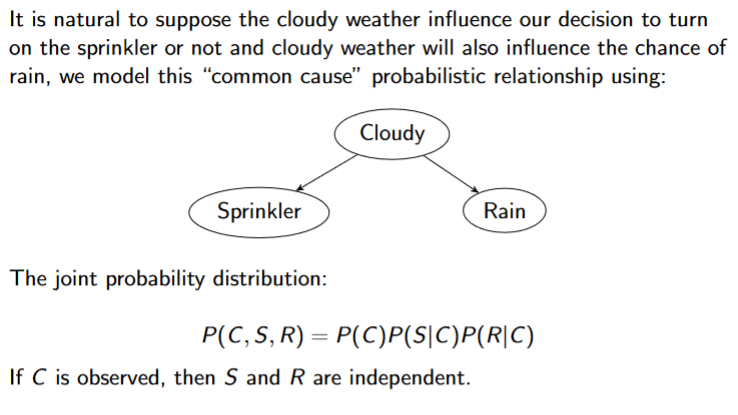 It is natural to suppose the cloudy weather influence our decision to turn
on the sprinkler or not and cloudy weather will also influence the chance of
rain, we model this “common cause” probabilistic relationship using:
Cloudy
Sprinkler
Rain
The joint probability distribution:
P(C, S, R) = P(C)P(S|C)P(R|C)
If C is observed, then S and R are independent.